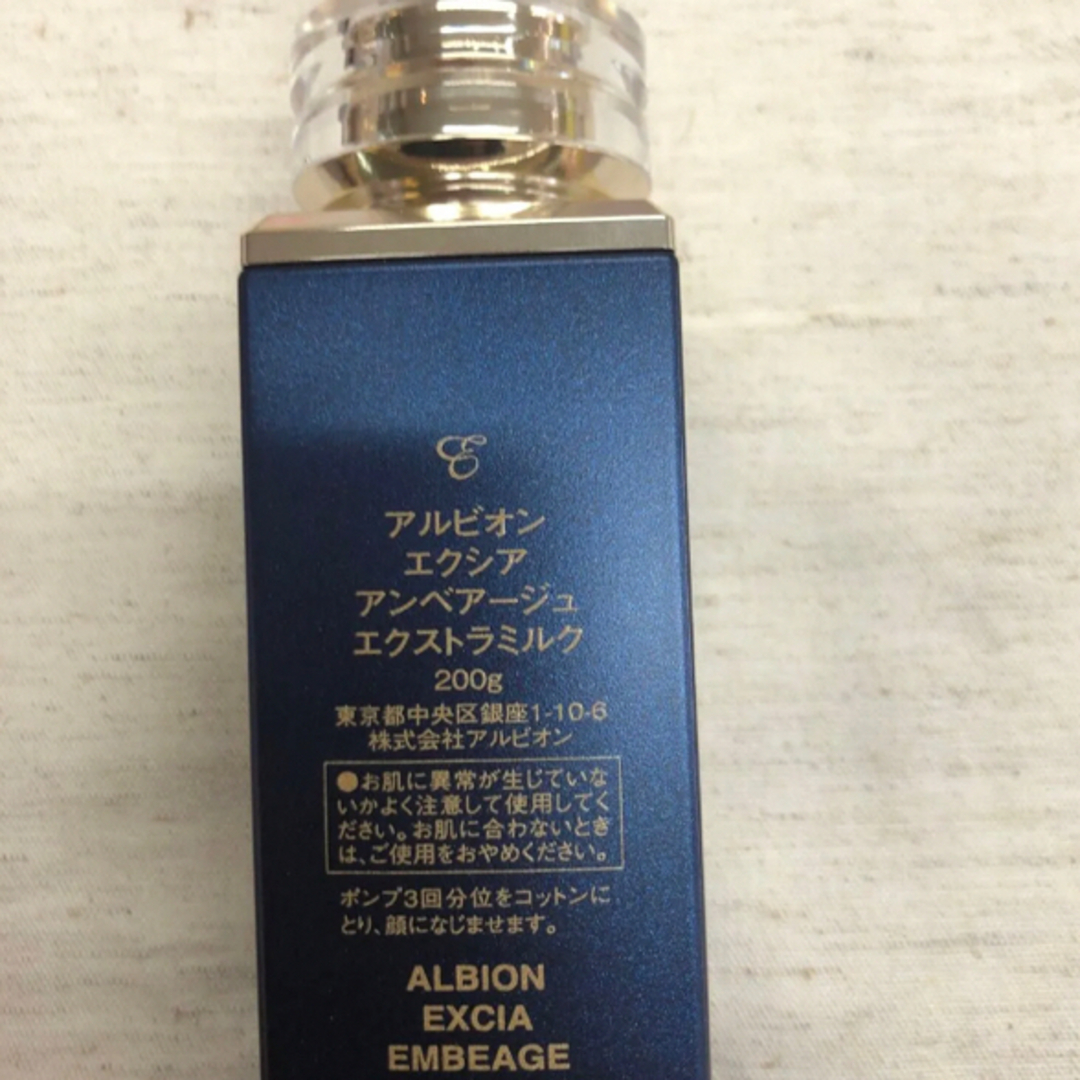 E
アルビオン
エクシア
アンベアージュ
エクストラミルク
200g
東京都中央区銀座1-10-6
株式会社アルビオン
●お肌に異常が生じていな
いかよく注意して使用してく
ださい。お肌に合わないとき
は、ご使用をおやめください。
ポンプ3回分位をコットンに
とり、顔になじませます。
ALBION
EXCIA
EMBEAGE